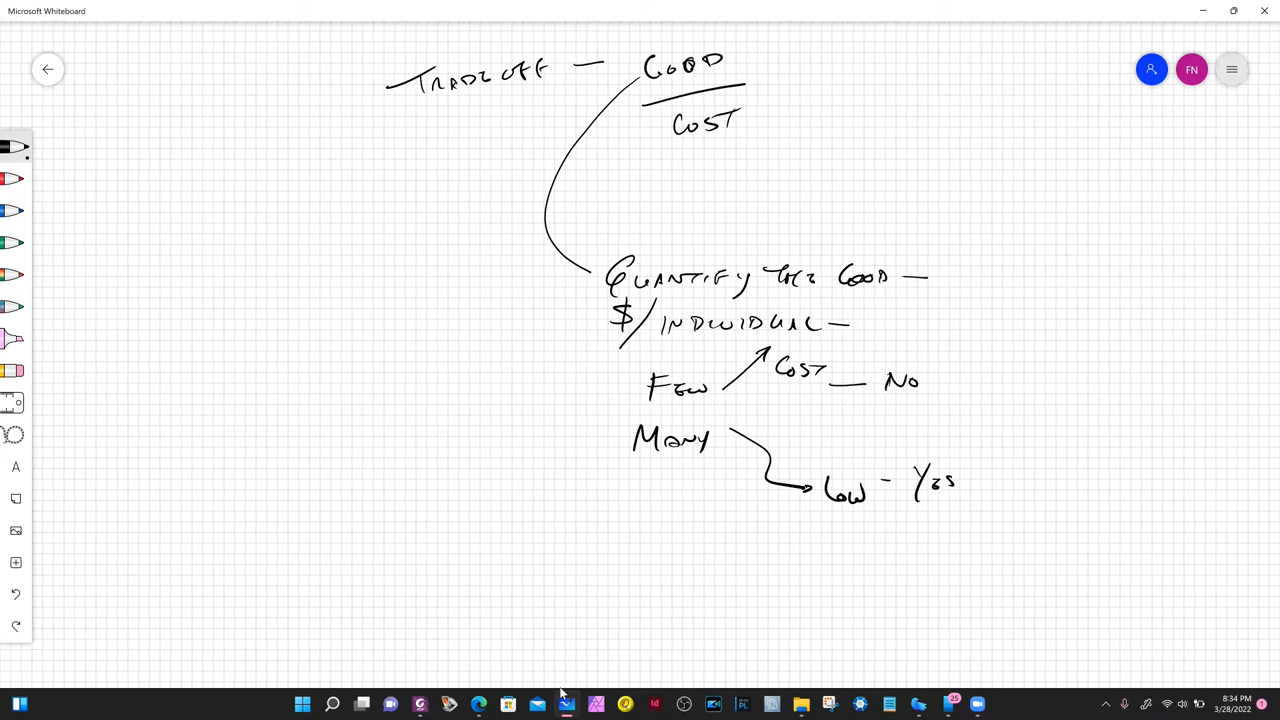 Microsoft Whiteboard
TRADEOFF — GOOD
COST
FN
QUANTIFY THE GOOD —
$/INDIVIDUAL —
COST — NO
FEW
MANY
LOW - YES
A
25
8:34 PM
3/28/2022